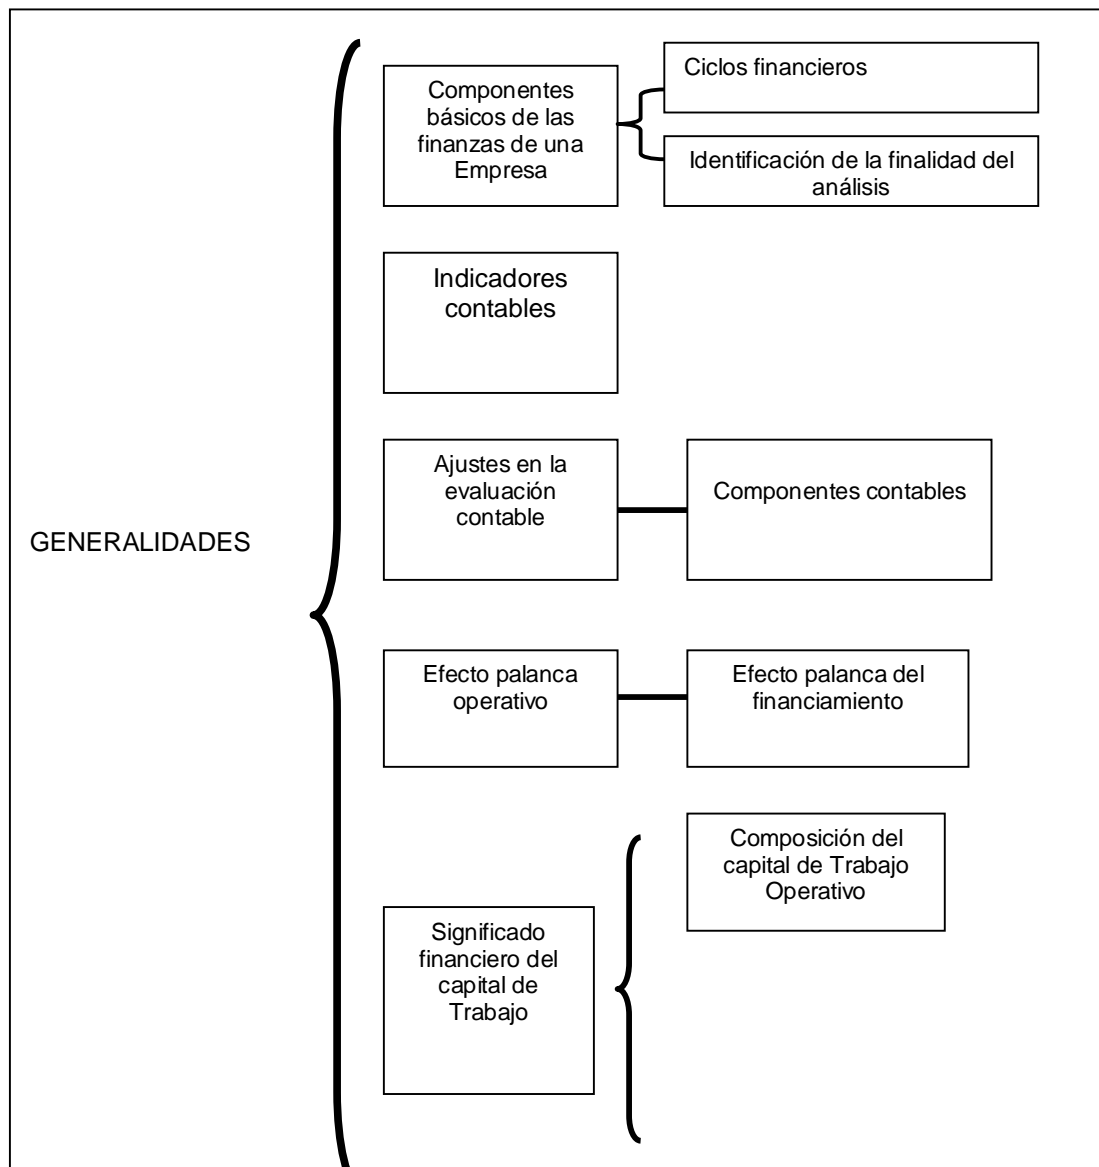 GENERALIDADES
Componentes
básicos de las
finanzas de una
Empresa
Ciclos financieros
Identificación de la finalidad del
análisis
Indicadores
contables
Ajustes en la
evaluación
contable
Componentes contables
Efecto palanca
operativo
Efecto palanca del
financiamiento
Significado
financiero del
capital de
Trabajo
Composición del
capital de Trabajo
Operativo